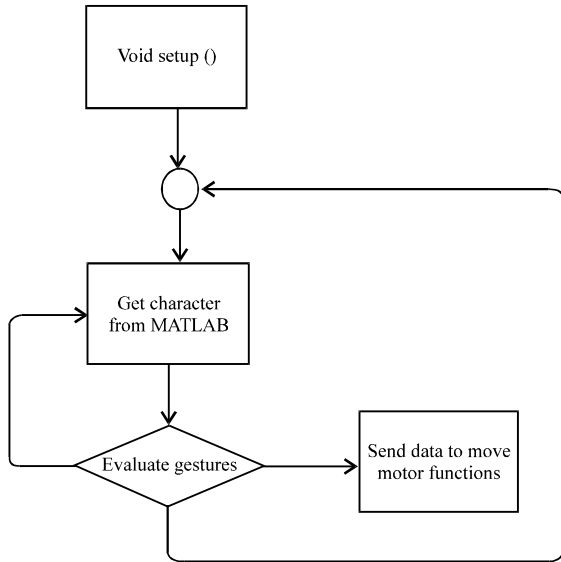 Void setup ()
Get character
from MATLAB
Evaluate gestures
Send data to move
motor functions